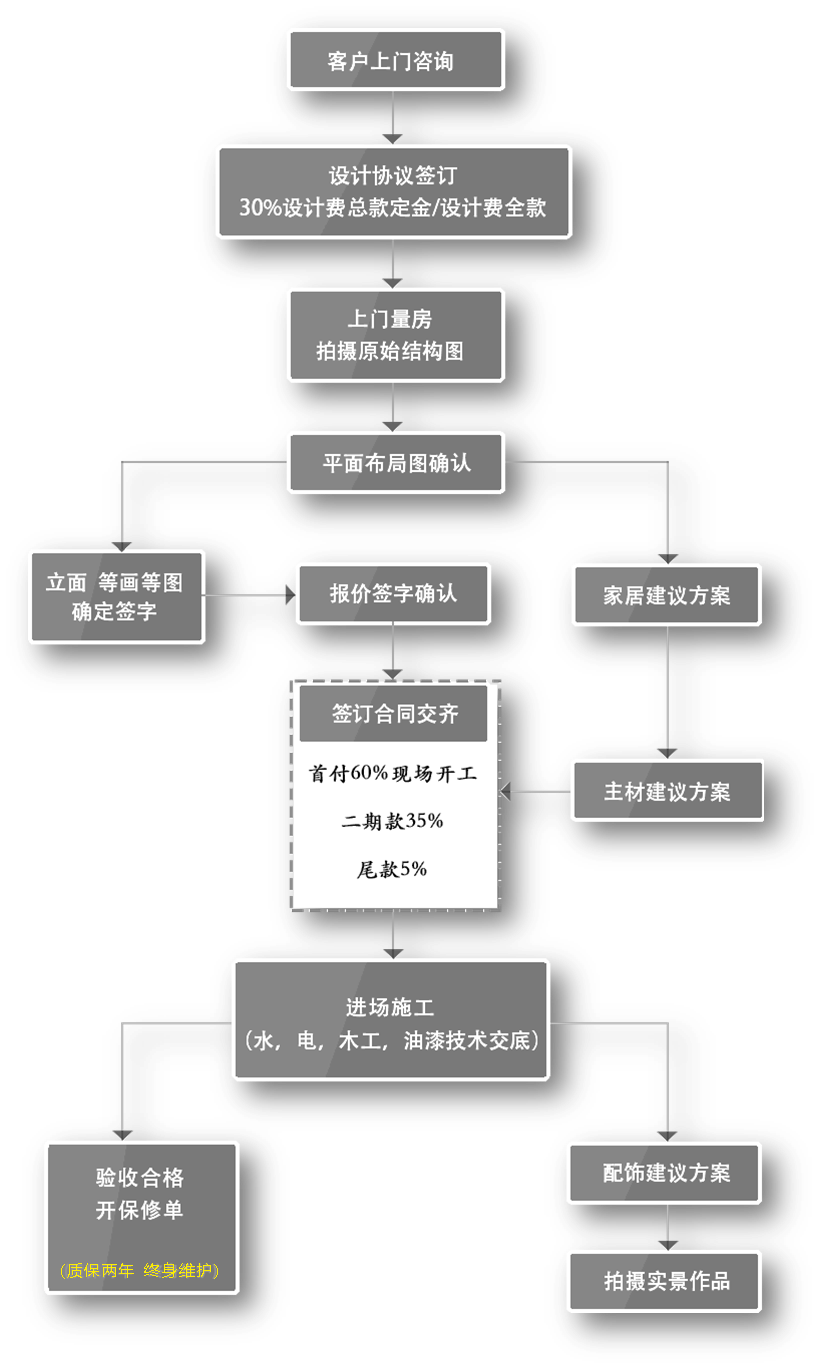 客户上门咨询
设计协议签订
30%设计费总款定金/设计费全款
上门量房
拍摄原始结构图
平面布局图确认
立面 等画等图
确定签字
报价签字确认
家居建议方案
签订合同交齐
首付60%现场开工
二期款35%
尾款5%
主材建议方案
进场施工
（水，电，木工，油漆技术交底）
验收合格
开保修单
(质保两年 终身维护)
配饰建议方案
拍摄实景作品